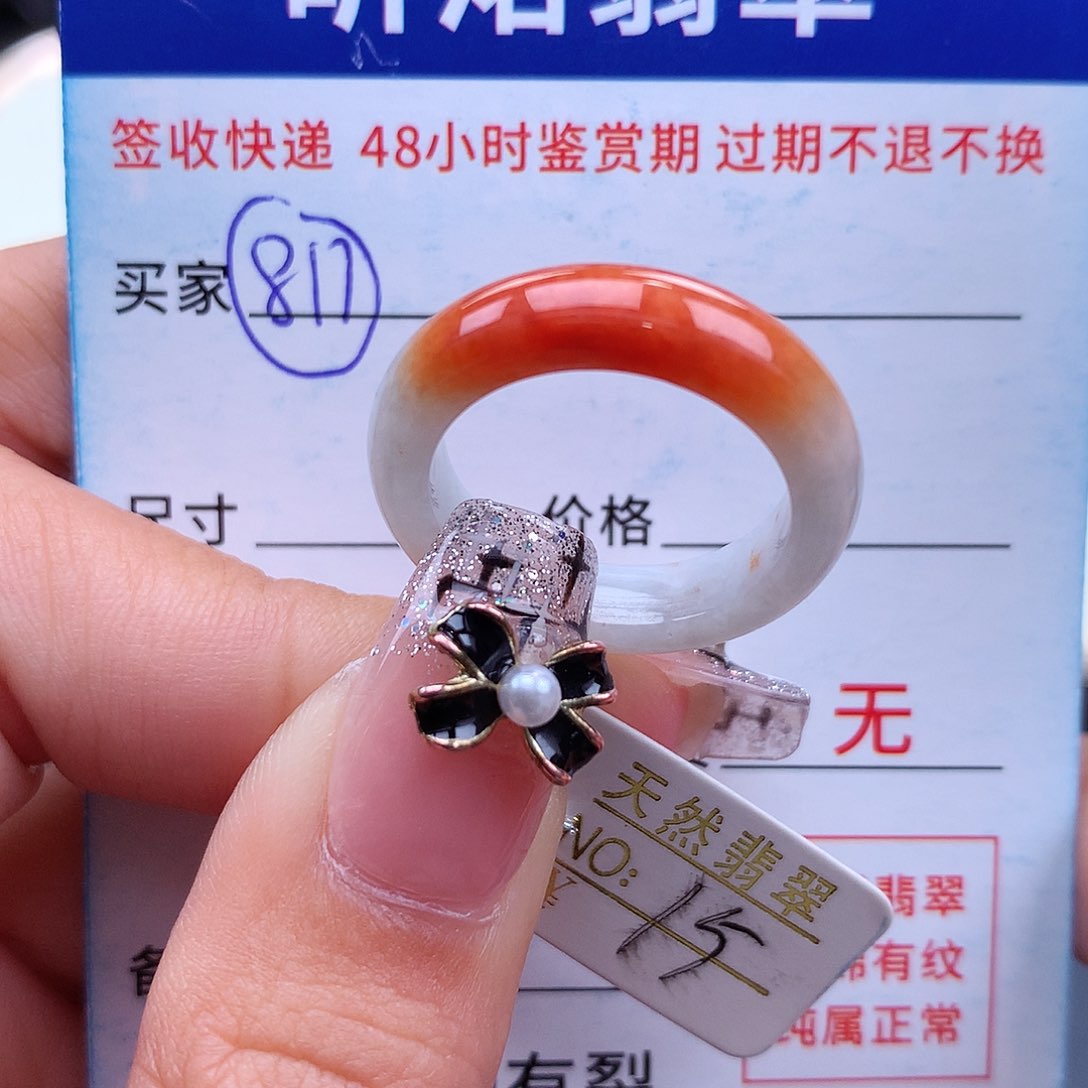 签收快递 48小时鉴赏期 过期不退不换
买家 817
尺寸
价格
无
天然翡翠
NO: 15
翡翠
带有纹
纯属正常
有裂